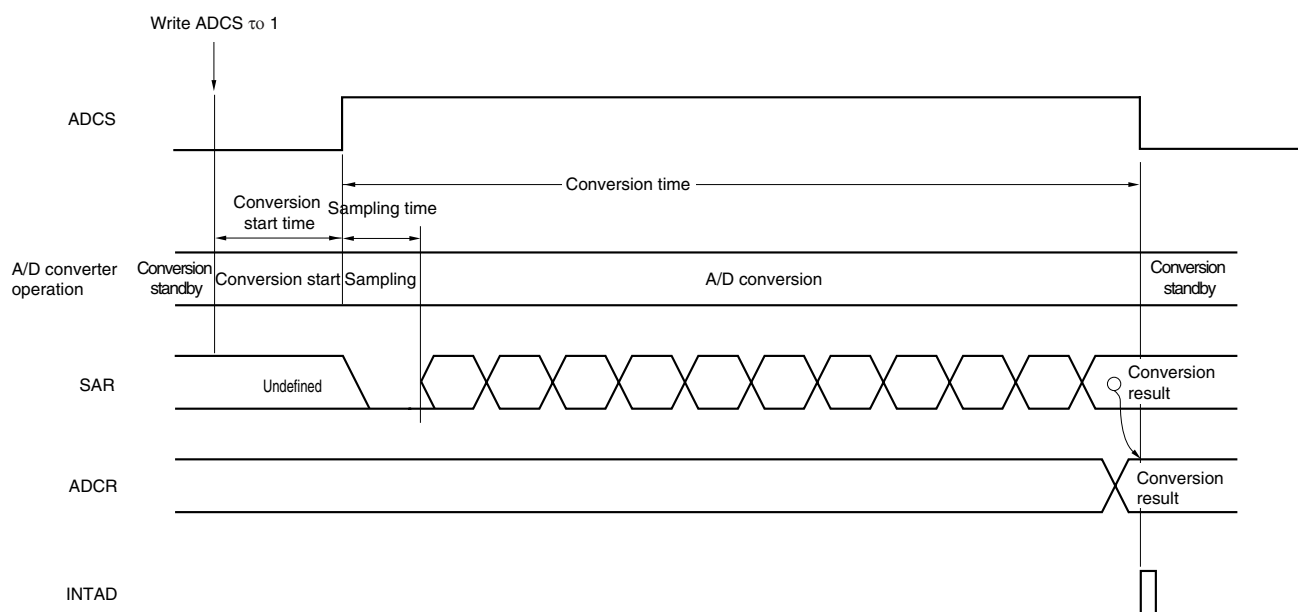 Write ADCS το 1
ADCS
Conversion time
Conversion
start time
Sampling time
A/D converter
operation
Conversion
standby
Conversion start
Sampling
A/D conversion
Conversion
standby
SAR
Undefined
Conversion
result
ADCR
Conversion
result
INTAD